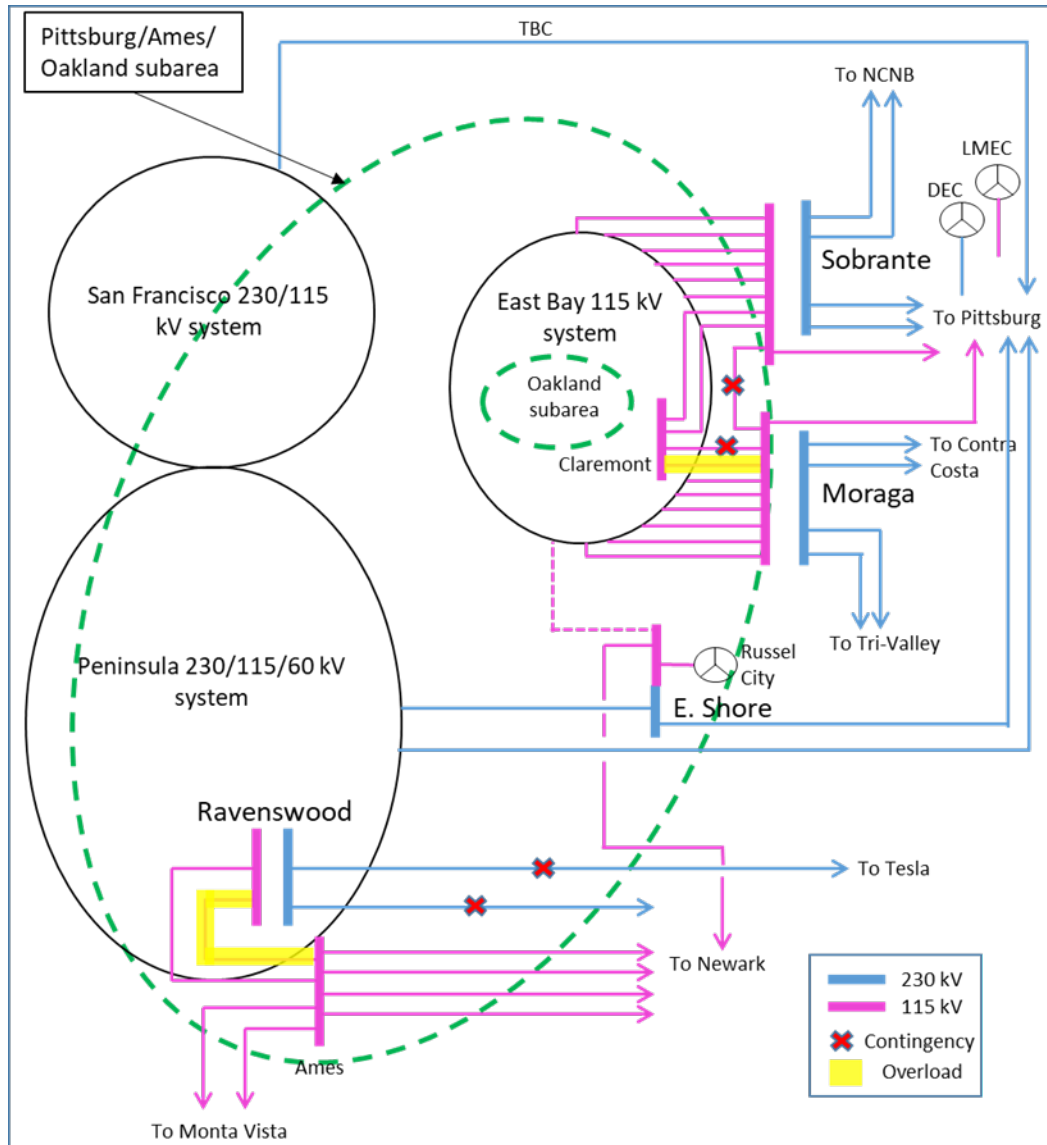 Pittsburg/Ames/
Oakland subarea
TBC
To NCNB
LMEC
DEC
Sobrante
San Francisco 230/115
kV system
East Bay 115 kV
system
To Pittsburg
Oakland
subarea
Claremont
To Contra
Costa
Moraga
To Tri-Valley
Russel
City
Peninsula 230/115/60 kV
system
E. Shore
Ravenswood
To Tesla
To Newark
230 kV
115 kV
Contingency
Overload
Ames
To Monta Vista